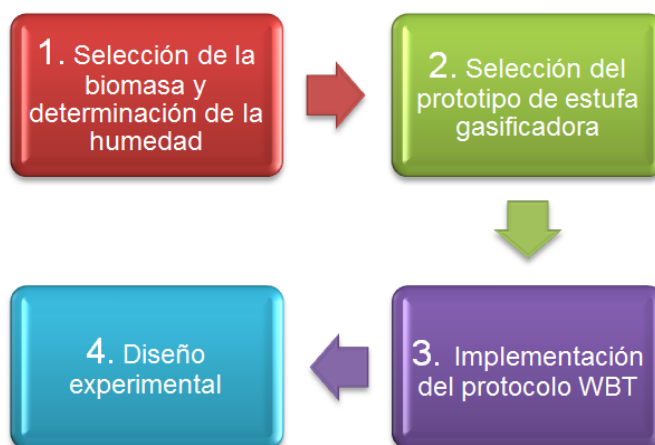 1. Selección de la
biomasa y
determinación de la
humedad
2. Selección del
prototipo de estufa
gasificadora
3. Implementación
del protocolo WBT
4. Diseño
experimental